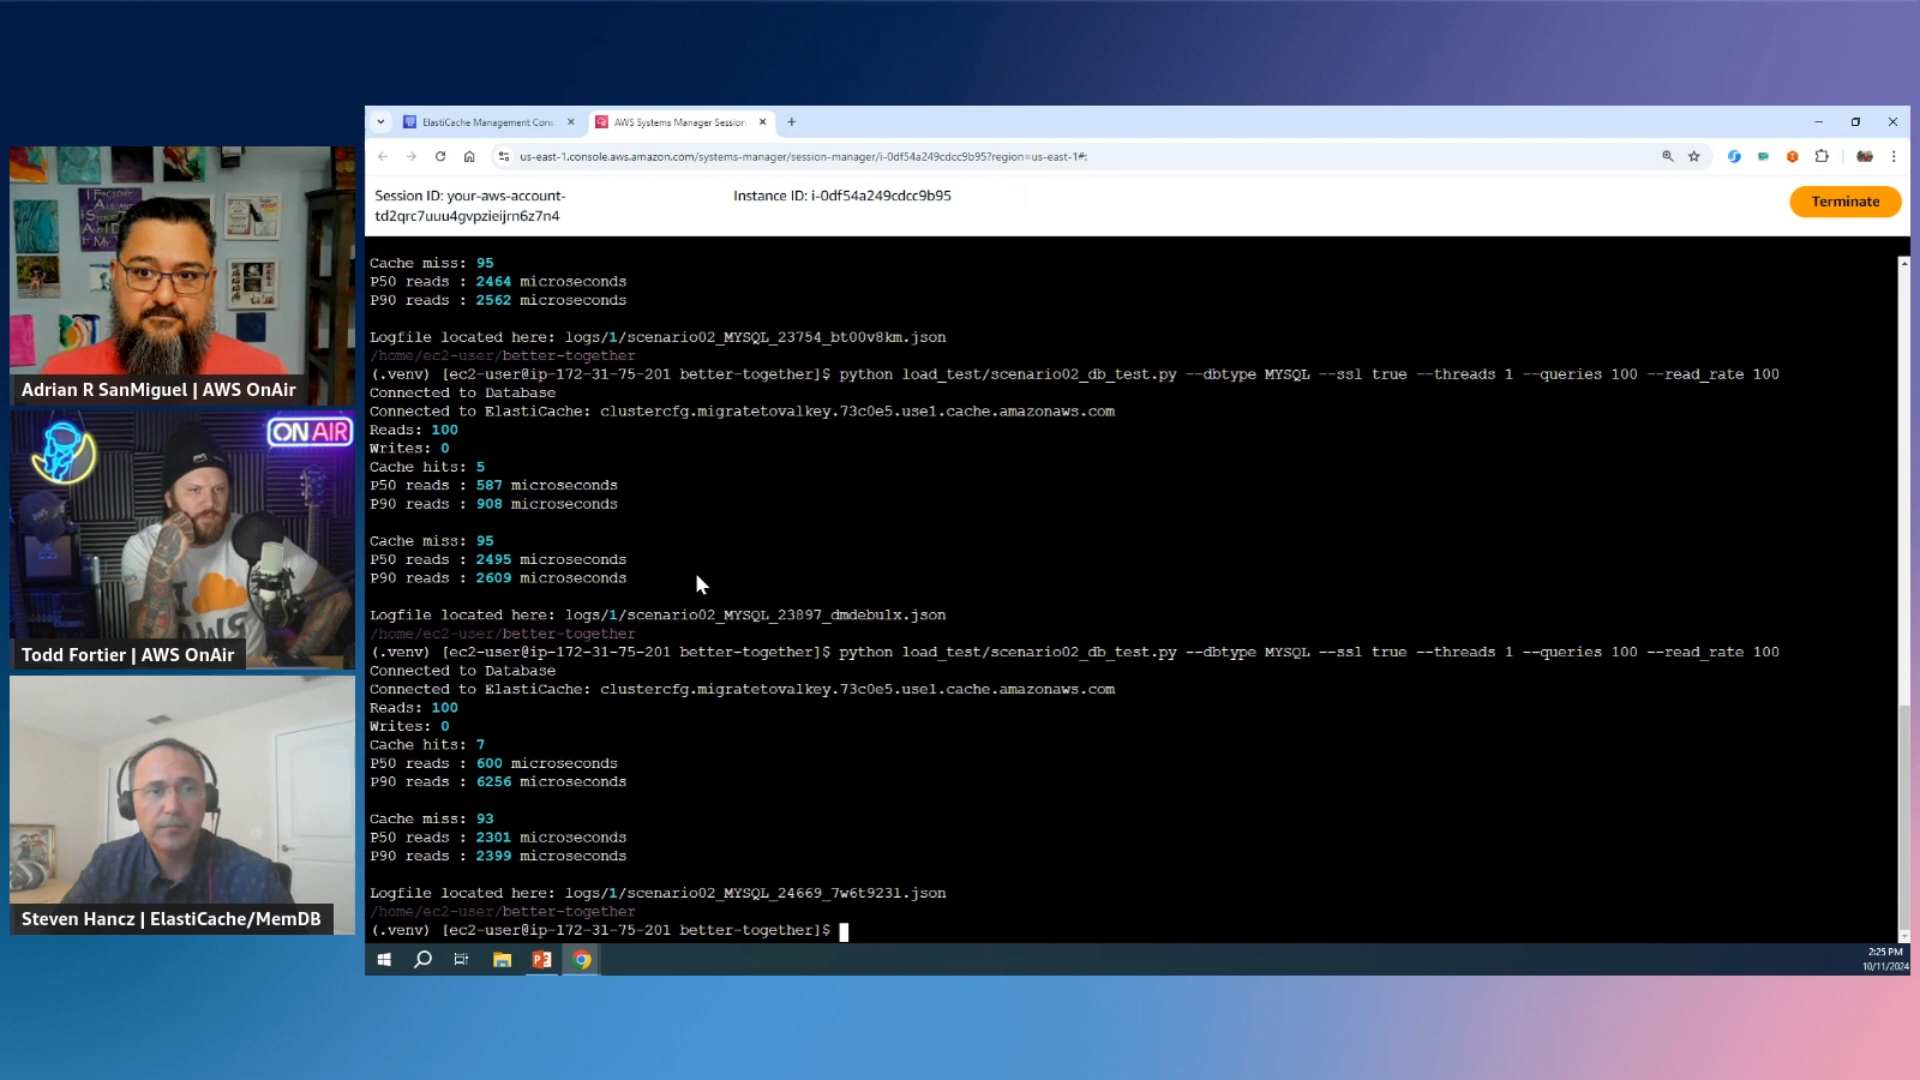 ElastiCache Management Cons
AWS Systems Manager Session
us-east-1.console.aws.amazon.com/systems-manager/session-manager/i-0df54a249cdcc9b95?region=us-east-1#:
Session ID: your-aws-account-
td2qrc7uuu4gvpzieijrn6z7n4
Instance ID: i-0df54a249cdcc9b95
Terminate
Cache miss: 95
P50 reads : 2464 microseconds
P90 reads : 2562 microseconds
Logfile located here: logs/1/scenario02_MYSQL_23754_bt00v8km.json
/home/ec2-user/better-together
(.venv) [ec2-user@ip-172-31-75-201 better-together]$ python load_test/scenario02_db_test.py --dbtype MYSQL --ssl true --threads 1 --queries 100 --read_rate 100
Connected to Database
Connected to ElastiCache: clustercfg.migratetovalkey.73c0e5.use1.cache.amazonaws.com
Reads: 100
Writes: 0
Cache hits: 5
P50 reads : 587 microseconds
P90 reads : 908 microseconds
Cache miss: 95
P50 reads : 2495 microseconds
P90 reads : 2609 microseconds
Logfile located here: logs/1/scenario02_MYSQL_23897_dmdebulx.json
/home/ec2-user/better-together
(.venv) [ec2-user@ip-172-31-75-201 better-together]$ python load_test/scenario02_db_test.py --dbtype MYSQL --ssl true --threads 1 --queries 100 --read_rate 100
Connected to Database
Connected to ElastiCache: clustercfg.migratetovalkey.73c0e5.use1.cache.amazonaws.com
Reads: 100
Writes: 0
Cache hits: 7
P50 reads : 600 microseconds
P90 reads : 6256 microseconds
Cache miss: 93
P50 reads : 2301 microseconds
P90 reads : 2399 microseconds
Logfile located here: logs/1/scenario02_MYSQL_24669_7w6t923l.json
/home/ec2-user/better-together
(.venv) [ec2-user@ip-172-31-75-201 better-together]$
2:25 PM
10/11/2024
Adrian R SanMiguel | AWS OnAir
ON AIR
AWS
Todd Fortier | AWS OnAir
Steven Hancz | ElastiCache/MemDB